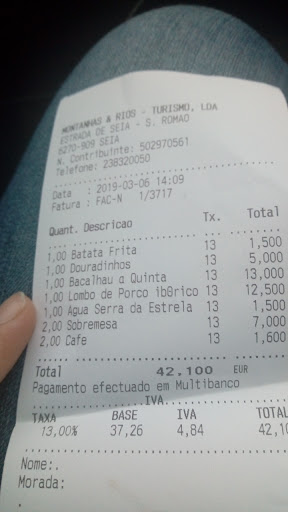 MONTANHAS & RIOS - TURISMO, LDA
ESTRADA DE SEIA - S. ROMAO
6270-909 SEIA
N. Contribuinte: 502970561
Telefone: 238320050
Data : 2019-03-06 14:09
Fatura : FAC-N 1/3717
Quant. Descricao Tx. Total
1,00 Batata Frita 13 1,500
1,00 Douradinhos 13 5,000
1,00 Bacalhau a Quinta 13 13,000
1,00 Lombo de Porco ibÔrico 13 12,500
1,00 Agua Serra da Estrela 13 1,500
2,00 Sobremesa 13 7,000
2,00 Cafe 13 1,600
Total 42.100 EUR
Pagamento efectuado em Multibanco
IVA
TAXA BASE IVA TOTAL
13,00% 37,26 4,84 42,10
Nome:.
Morada:
.